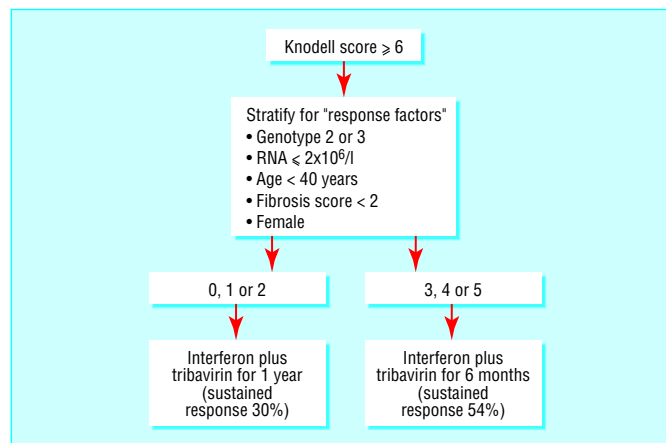 Knodell score ⩾ 6
Stratify for "response factors"
• Genotype 2 or 3
• RNA ⩽ 2x10⁶/l
• Age < 40 years
• Fibrosis score < 2
• Female
0, 1 or 2
3, 4 or 5
Interferon plus
tribavirin for 1 year
(sustained
response 30%)
Interferon plus
tribavirin for 6 months
(sustained
response 54%)